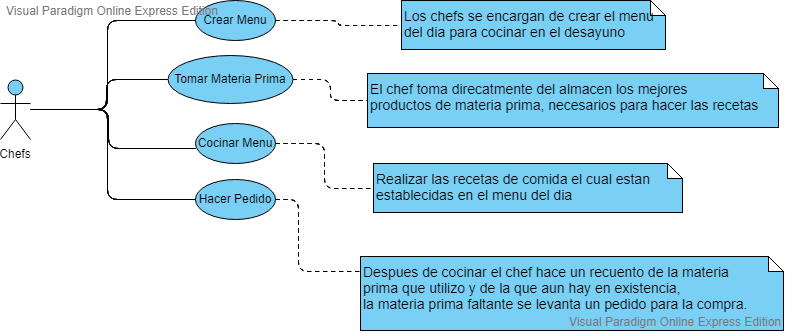 Visual Paradigm Online Express Edition
Crear Menu
Los chefs se encargan de crear el menu
del dia para cocinar en el desayuno
Tomar Materia Prima
El chef toma direcatmente del almacen los mejores
productos de materia prima, necesarios para hacer las recetas
Chefs
Cocinar Menu
Realizar las recetas de comida el cual estan
establecidas en el menu del dia
Hacer Pedido
Despues de cocinar el chef hace un recuento de la materia
prima que utilizo y de la que aun hay en existencia,
la materia prima faltante se levanta un pedido para la compra.
Visual Paradigm Online Express Edition